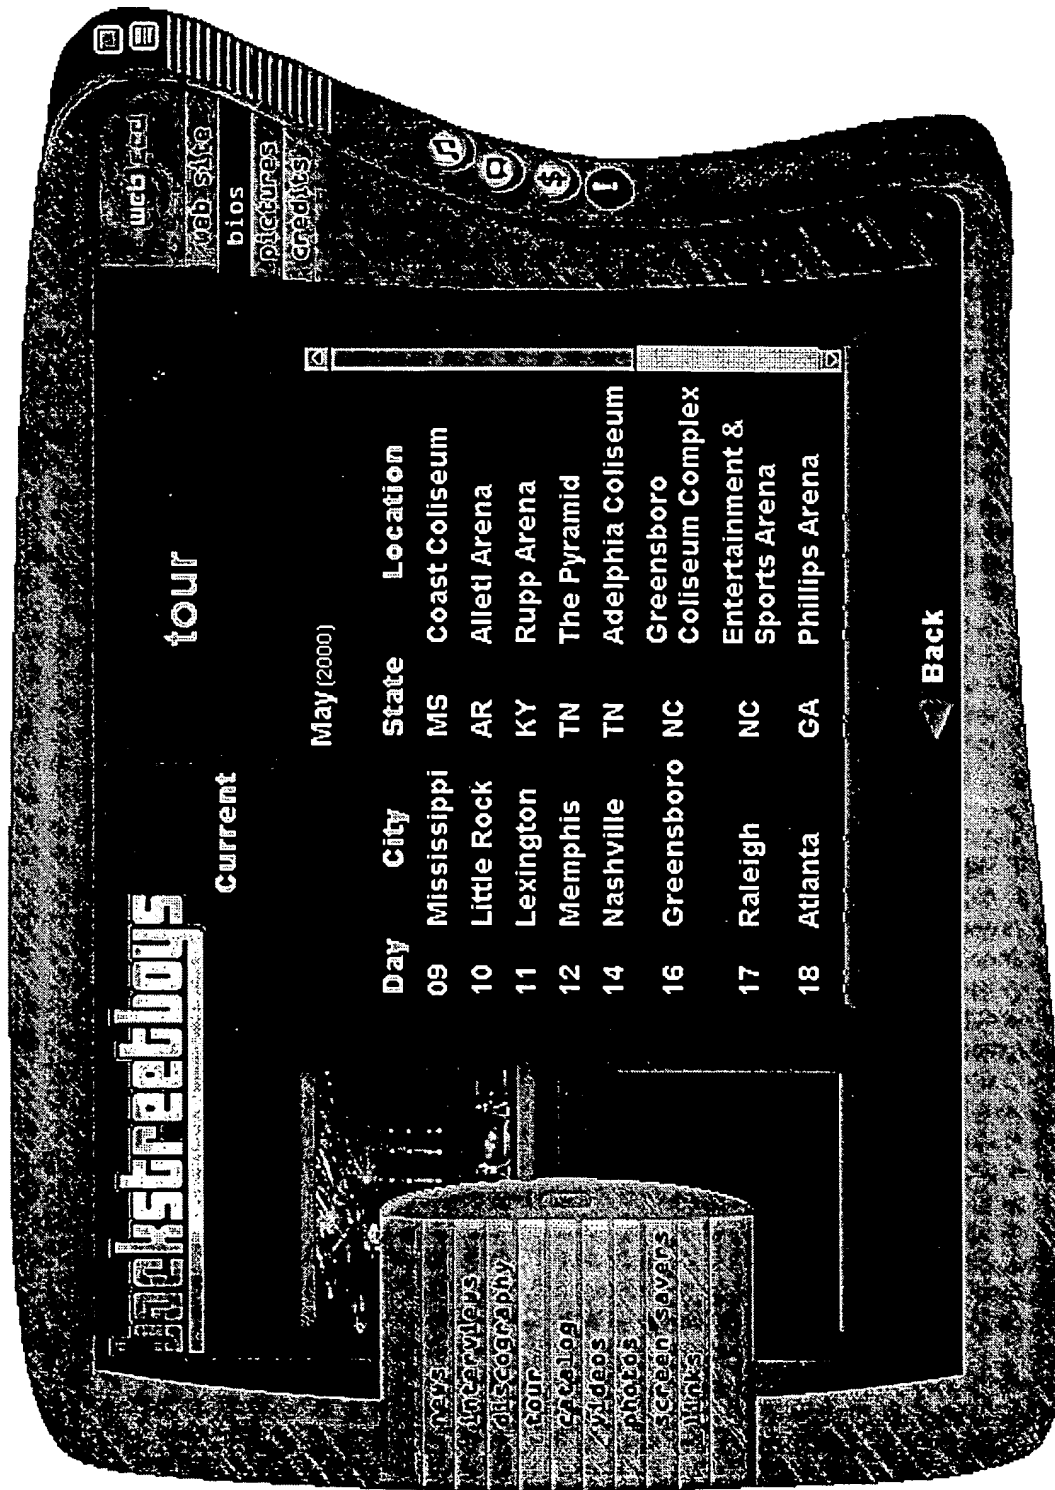 backstreetboys
tour
Current
May (2000)
Day City State Location
09 Mississippi MS Coast Coliseum
10 Little Rock AR Alletl Arena
11 Lexington KY Rupp Arena
12 Memphis TN The Pyramid
14 Nashville TN Adelphia Coliseum
16 Greensboro NC Greensboro
Coliseum Complex
17 Raleigh NC Entertainment &
Sports Arena
18 Atlanta GA Phillips Arena
Back
news
interviews
discography
tour
catalog
videos
photos
screen savers
links
web site
bios
pictures
credits
$
!